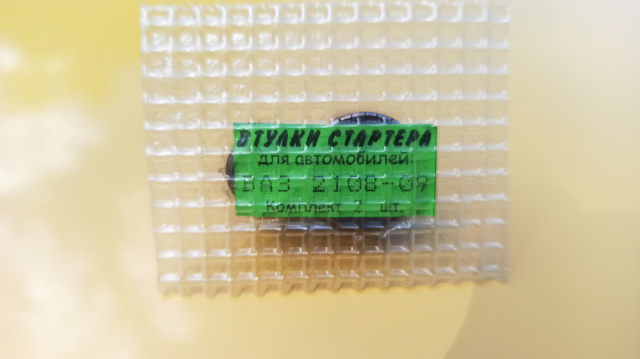 ВТУЛКИ СТАРТЕРА
для автомобилей:
ВАЗ 2108-09
Комплект 2 шт.